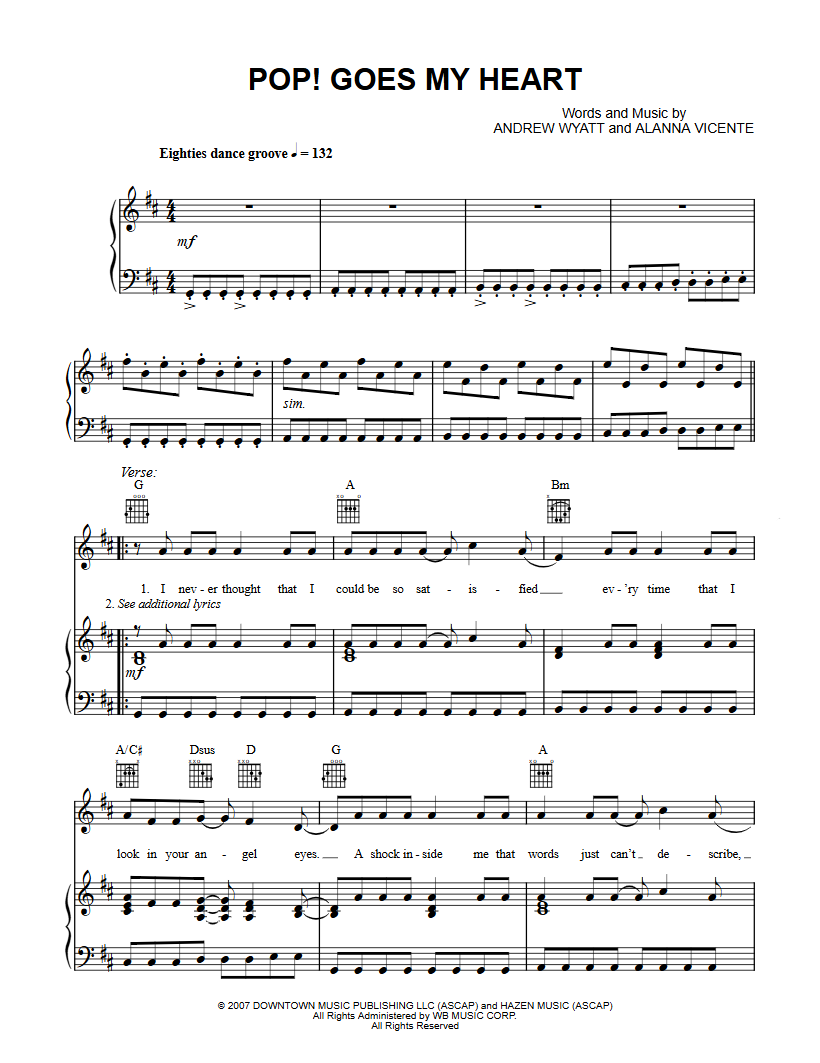 POP! GOES MY HEART
Words and Music by
ANDREW WYATT and ALANNA VICENTE
Eighties dance groove ♩ = 132
mf
sim.
Verse:
G A Bm
1. I nev - er thought that I could be so sat - is - fied ev - 'ry time that I
2. See additional lyrics
mf
A/C♯ Dsus D G A
look in your an - gel eyes. A shock in - side me that words just can't de - scribe,
© 2007 DOWNTOWN MUSIC PUBLISHING LLC (ASCAP) and HAZEN MUSIC (ASCAP)
All Rights Administered by WB MUSIC CORP.
All Rights Reserved